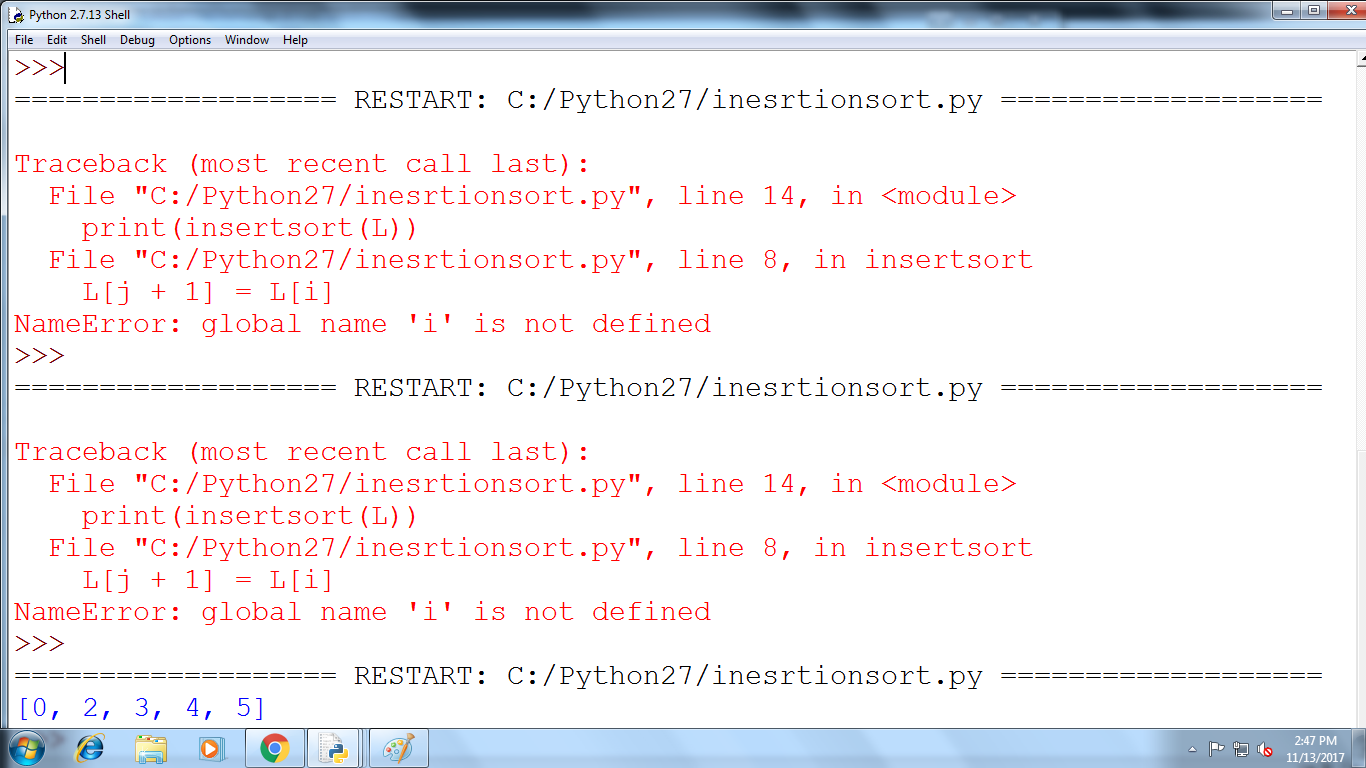 Python 2.7.13 Shell
File Edit Shell Debug Options Window Help
>>>
=================== RESTART: C:/Python27/inesrtionsort.py ===================
Traceback (most recent call last):
  File "C:/Python27/inesrtionsort.py", line 14, in <module>
    print(insertsort(L))
  File "C:/Python27/inesrtionsort.py", line 8, in insertsort
    L[j + 1] = L[i]
NameError: global name 'i' is not defined
>>>
=================== RESTART: C:/Python27/inesrtionsort.py ===================
Traceback (most recent call last):
  File "C:/Python27/inesrtionsort.py", line 14, in <module>
    print(insertsort(L))
  File "C:/Python27/inesrtionsort.py", line 8, in insertsort
    L[j + 1] = L[i]
NameError: global name 'i' is not defined
>>>
=================== RESTART: C:/Python27/inesrtionsort.py ===================
[0, 2, 3, 4, 5]
2:47 PM
11/13/2017